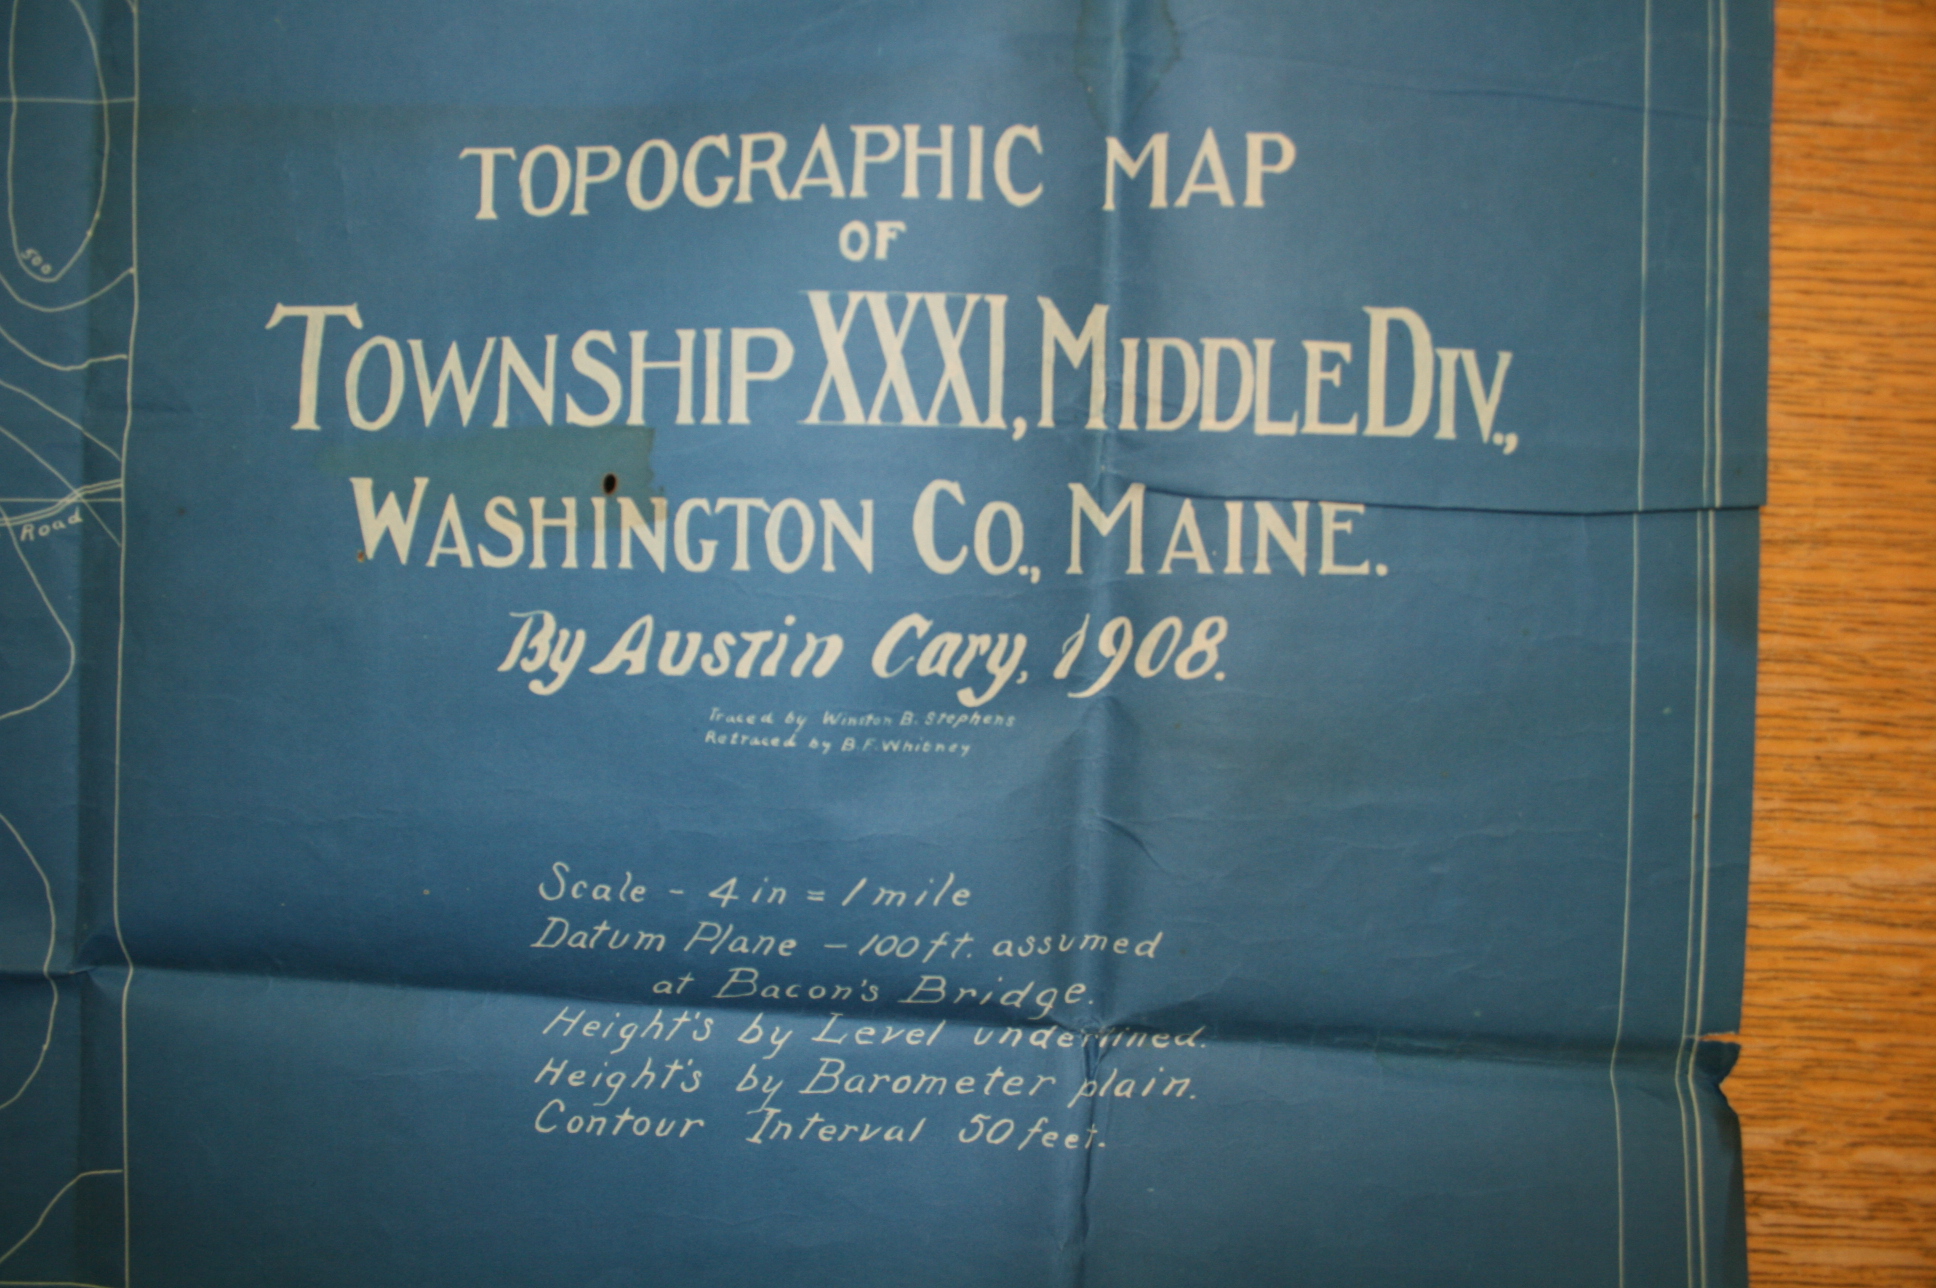 TOPOGRAPHIC MAP
OF
TOWNSHIP XXXI, MIDDLE DIV.,
WASHINGTON CO., MAINE.
By Austin Cary, 1908.
Traced by Winston B. Stephens
Retraced by B.F. Whitney
Scale - 4 in = 1 mile
Datum Plane - 100 ft. assumed
at Bacon's Bridge.
Height's by Level underlined.
Height's by Barometer plain.
Contour Interval 50 feet.
500
Road